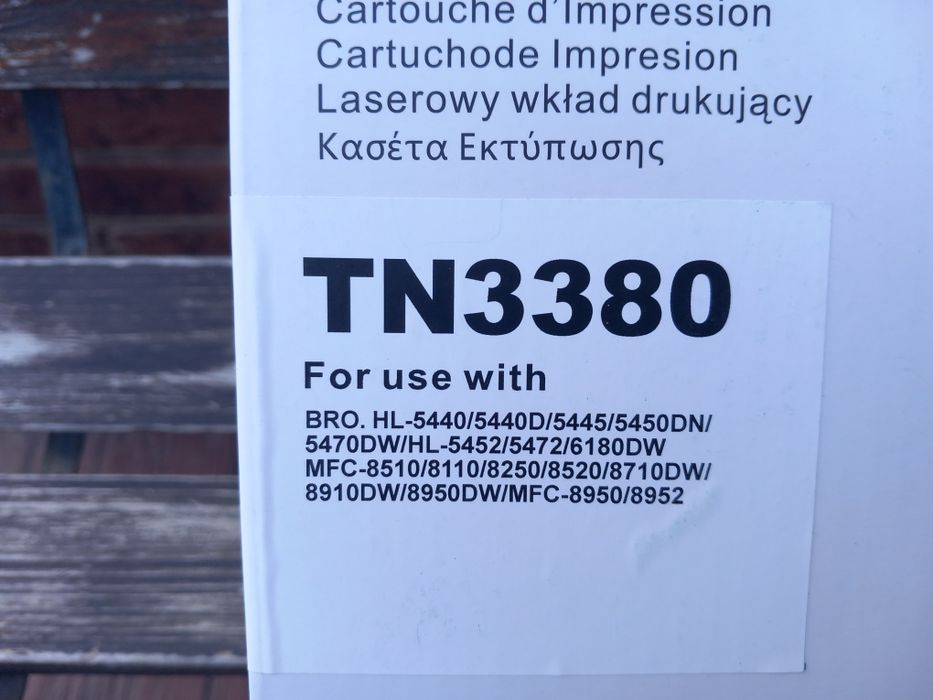 Cartouche d'Impression
Cartuchode Impresion
Laserowy wkład drukujący
Κασέτα Εκτύπωσης
TN3380
For use with
BRO. HL-5440/5440D/5445/5450DN/
5470DW/HL-5452/5472/6180DW
MFC-8510/8110/8250/8520/8710DW/
8910DW/8950DW/MFC-8950/8952